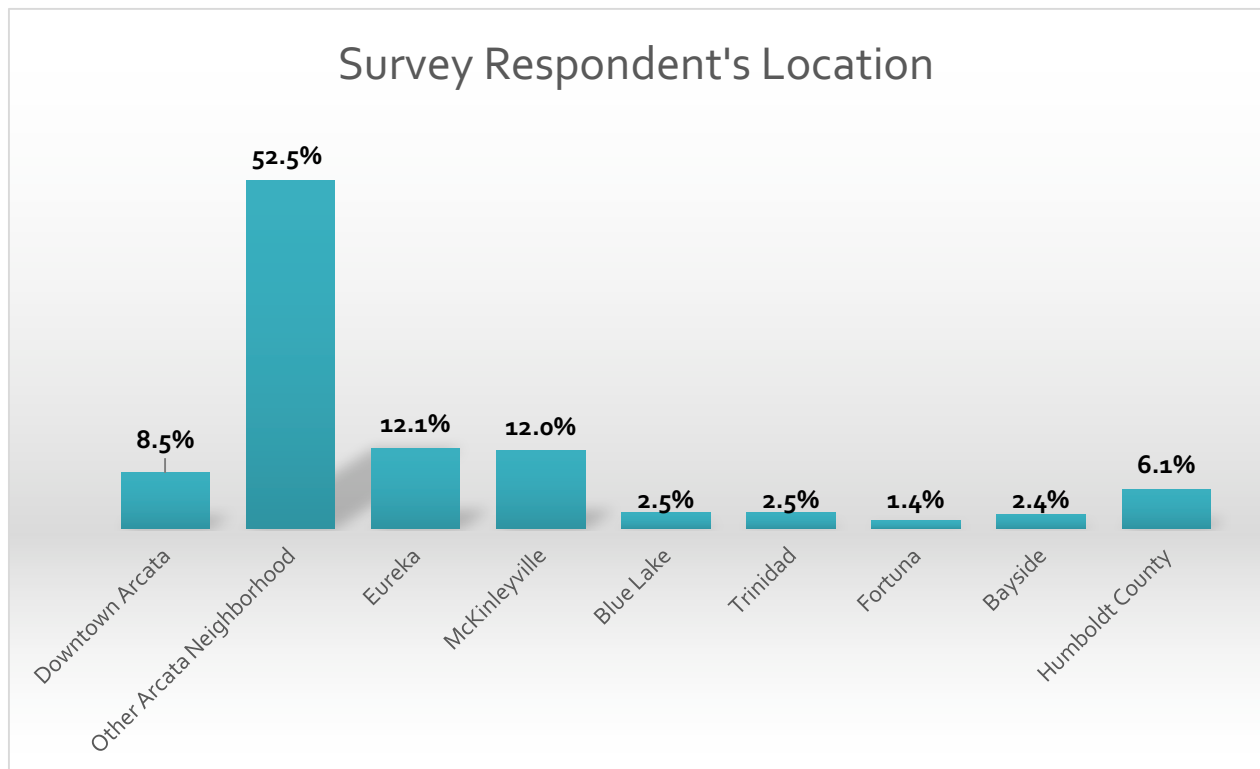 Survey Respondent's Location
52.5%
12.1%
12.0%
8.5%
6.1%
2.5%
2.5%
1.4%
2.4%
Downtown Arcata
Other Arcata Neighborhood
Eureka
McKinleyville
Blue Lake
Trinidad
Fortuna
Bayside
Humboldt County